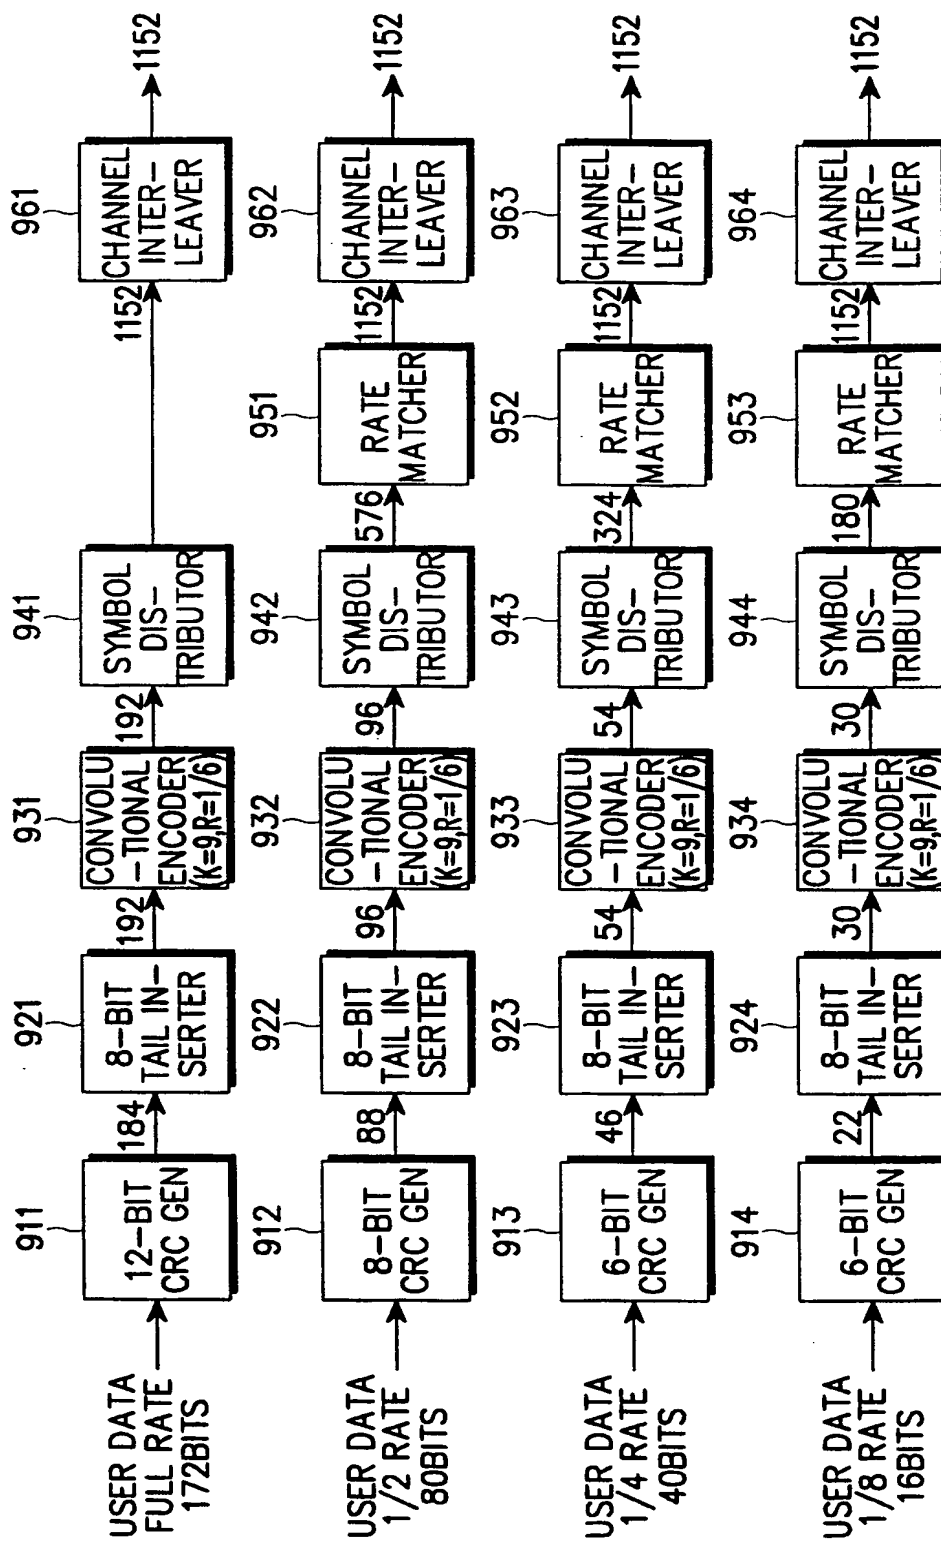 961
CHANNEL
INTER-
LEAVER
1152
1152
941
SYMBOL
DIS-
TRIBUTOR
192
931
CONVOLU
-TIONAL
ENCODER
(K=9,R=1/6)
192
921
8-BIT
TAIL IN-
SERTER
184
911
12-BIT
CRC GEN
USER DATA
FULL RATE
172BITS
962
CHANNEL
INTER-
LEAVER
1152
1152
951
RATE
MATCHER
576
942
SYMBOL
DIS-
TRIBUTOR
96
932
CONVOLU
-TIONAL
ENCODER
(K=9,R=1/6)
96
922
8-BIT
TAIL IN-
SERTER
88
912
8-BIT
CRC GEN
USER DATA
1/2 RATE
80BITS
963
CHANNEL
INTER-
LEAVER
1152
1152
952
RATE
MATCHER
324
943
SYMBOL
DIS-
TRIBUTOR
54
933
CONVOLU
-TIONAL
ENCODER
(K=9,R=1/6)
54
923
8-BIT
TAIL IN-
SERTER
46
913
6-BIT
CRC GEN
USER DATA
1/4 RATE
40BITS
964
CHANNEL
INTER-
LEAVER
1152
1152
953
RATE
MATCHER
180
944
SYMBOL
DIS-
TRIBUTOR
30
934
CONVOLU
-TIONAL
ENCODER
(K=9,R=1/6)
30
924
8-BIT
TAIL IN-
SERTER
22
914
6-BIT
CRC GEN
USER DATA
1/8 RATE
16BITS